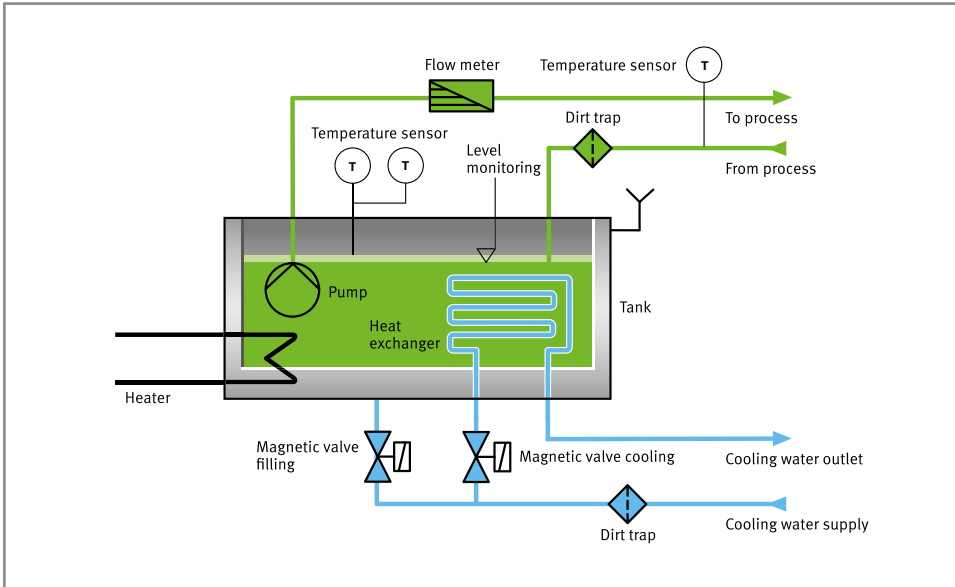 Flow meter
Temperature sensor
T
To process
Dirt trap
Temperature sensor
Level
monitoring
T
T
From process
Pump
Tank
Heat
exchanger
Heater
Magnetic valve
filling
Magnetic valve cooling
Cooling water outlet
Cooling water supply
Dirt trap